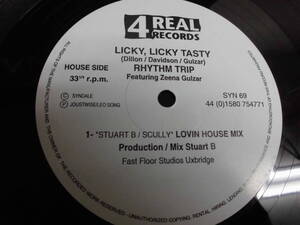 4 REAL
RECORDS
LICKY, LICKY TASTY
(Dillon / Davidson / Gulzar)
HOUSE SIDE
RHYTHM TRIP
33⅓ r.p.m.
Featuring Zeena Gulzar
Ⓟ SYNDALE
© JOUSTWISE/LEO SONG
SYN 69
44 (0)1580 754771
1- "STUART B / SCULLY" LOVIN HOUSE MIX
Production / Mix Stuart B
Fast Floor Studios Uxbridge